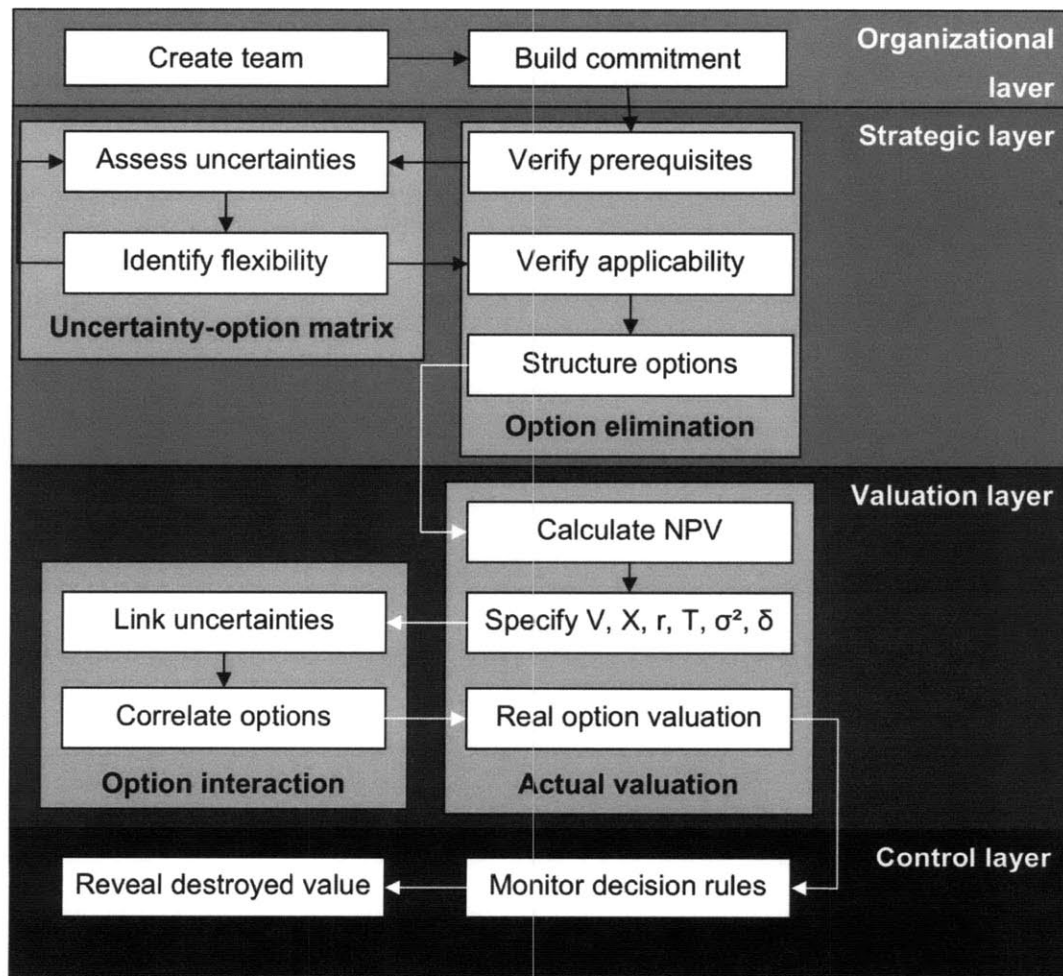 Organizational
laver
Create team
Build commitment
Strategic layer
Assess uncertainties
Verify prerequisites
Identify flexibility
Verify applicability
Uncertainty-option matrix
Structure options
Option elimination
Valuation layer
Calculate NPV
Link uncertainties
Specify V, X, r, T, σ², δ
Correlate options
Real option valuation
Option interaction
Actual valuation
Control layer
Reveal destroyed value
Monitor decision rules